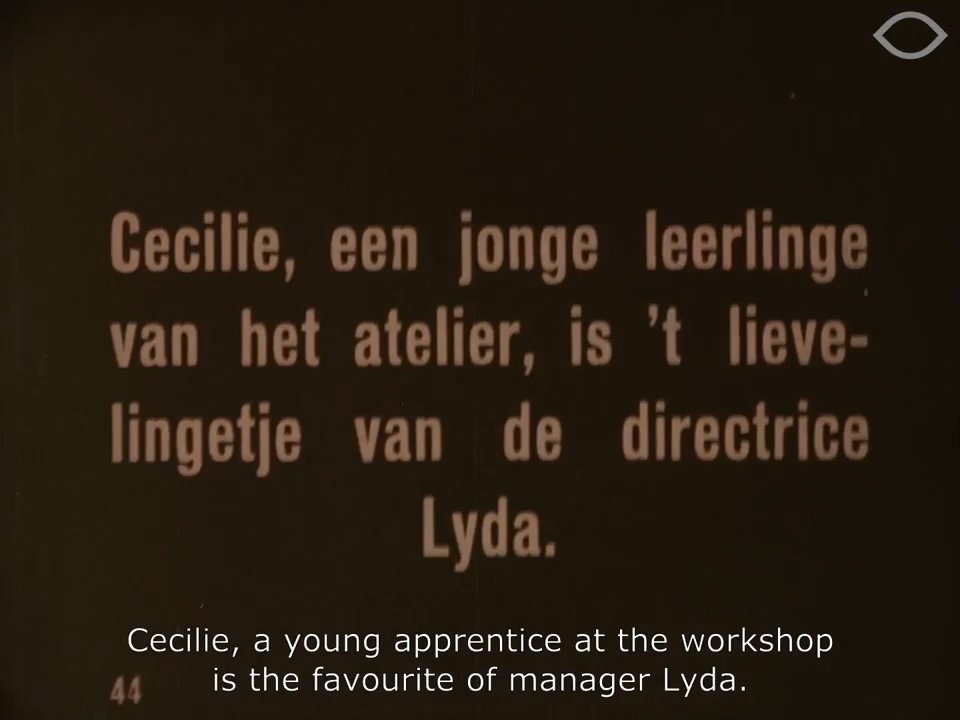 Cecilie, een jonge leerlinge
van het atelier, is 't lieve-
lingetje van de directrice
Lyda.
Cecilie, a young apprentice at the workshop
is the favourite of manager Lyda.
44